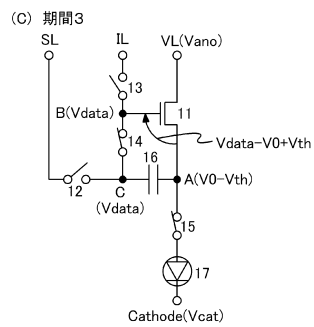 (C) 期間3
SL
IL
VL(Vano)
13
B(Vdata)
11
14
Vdata-V0+Vth
16
12
C
(Vdata)
A(V0-Vth)
15
17
Cathode(Vcat)